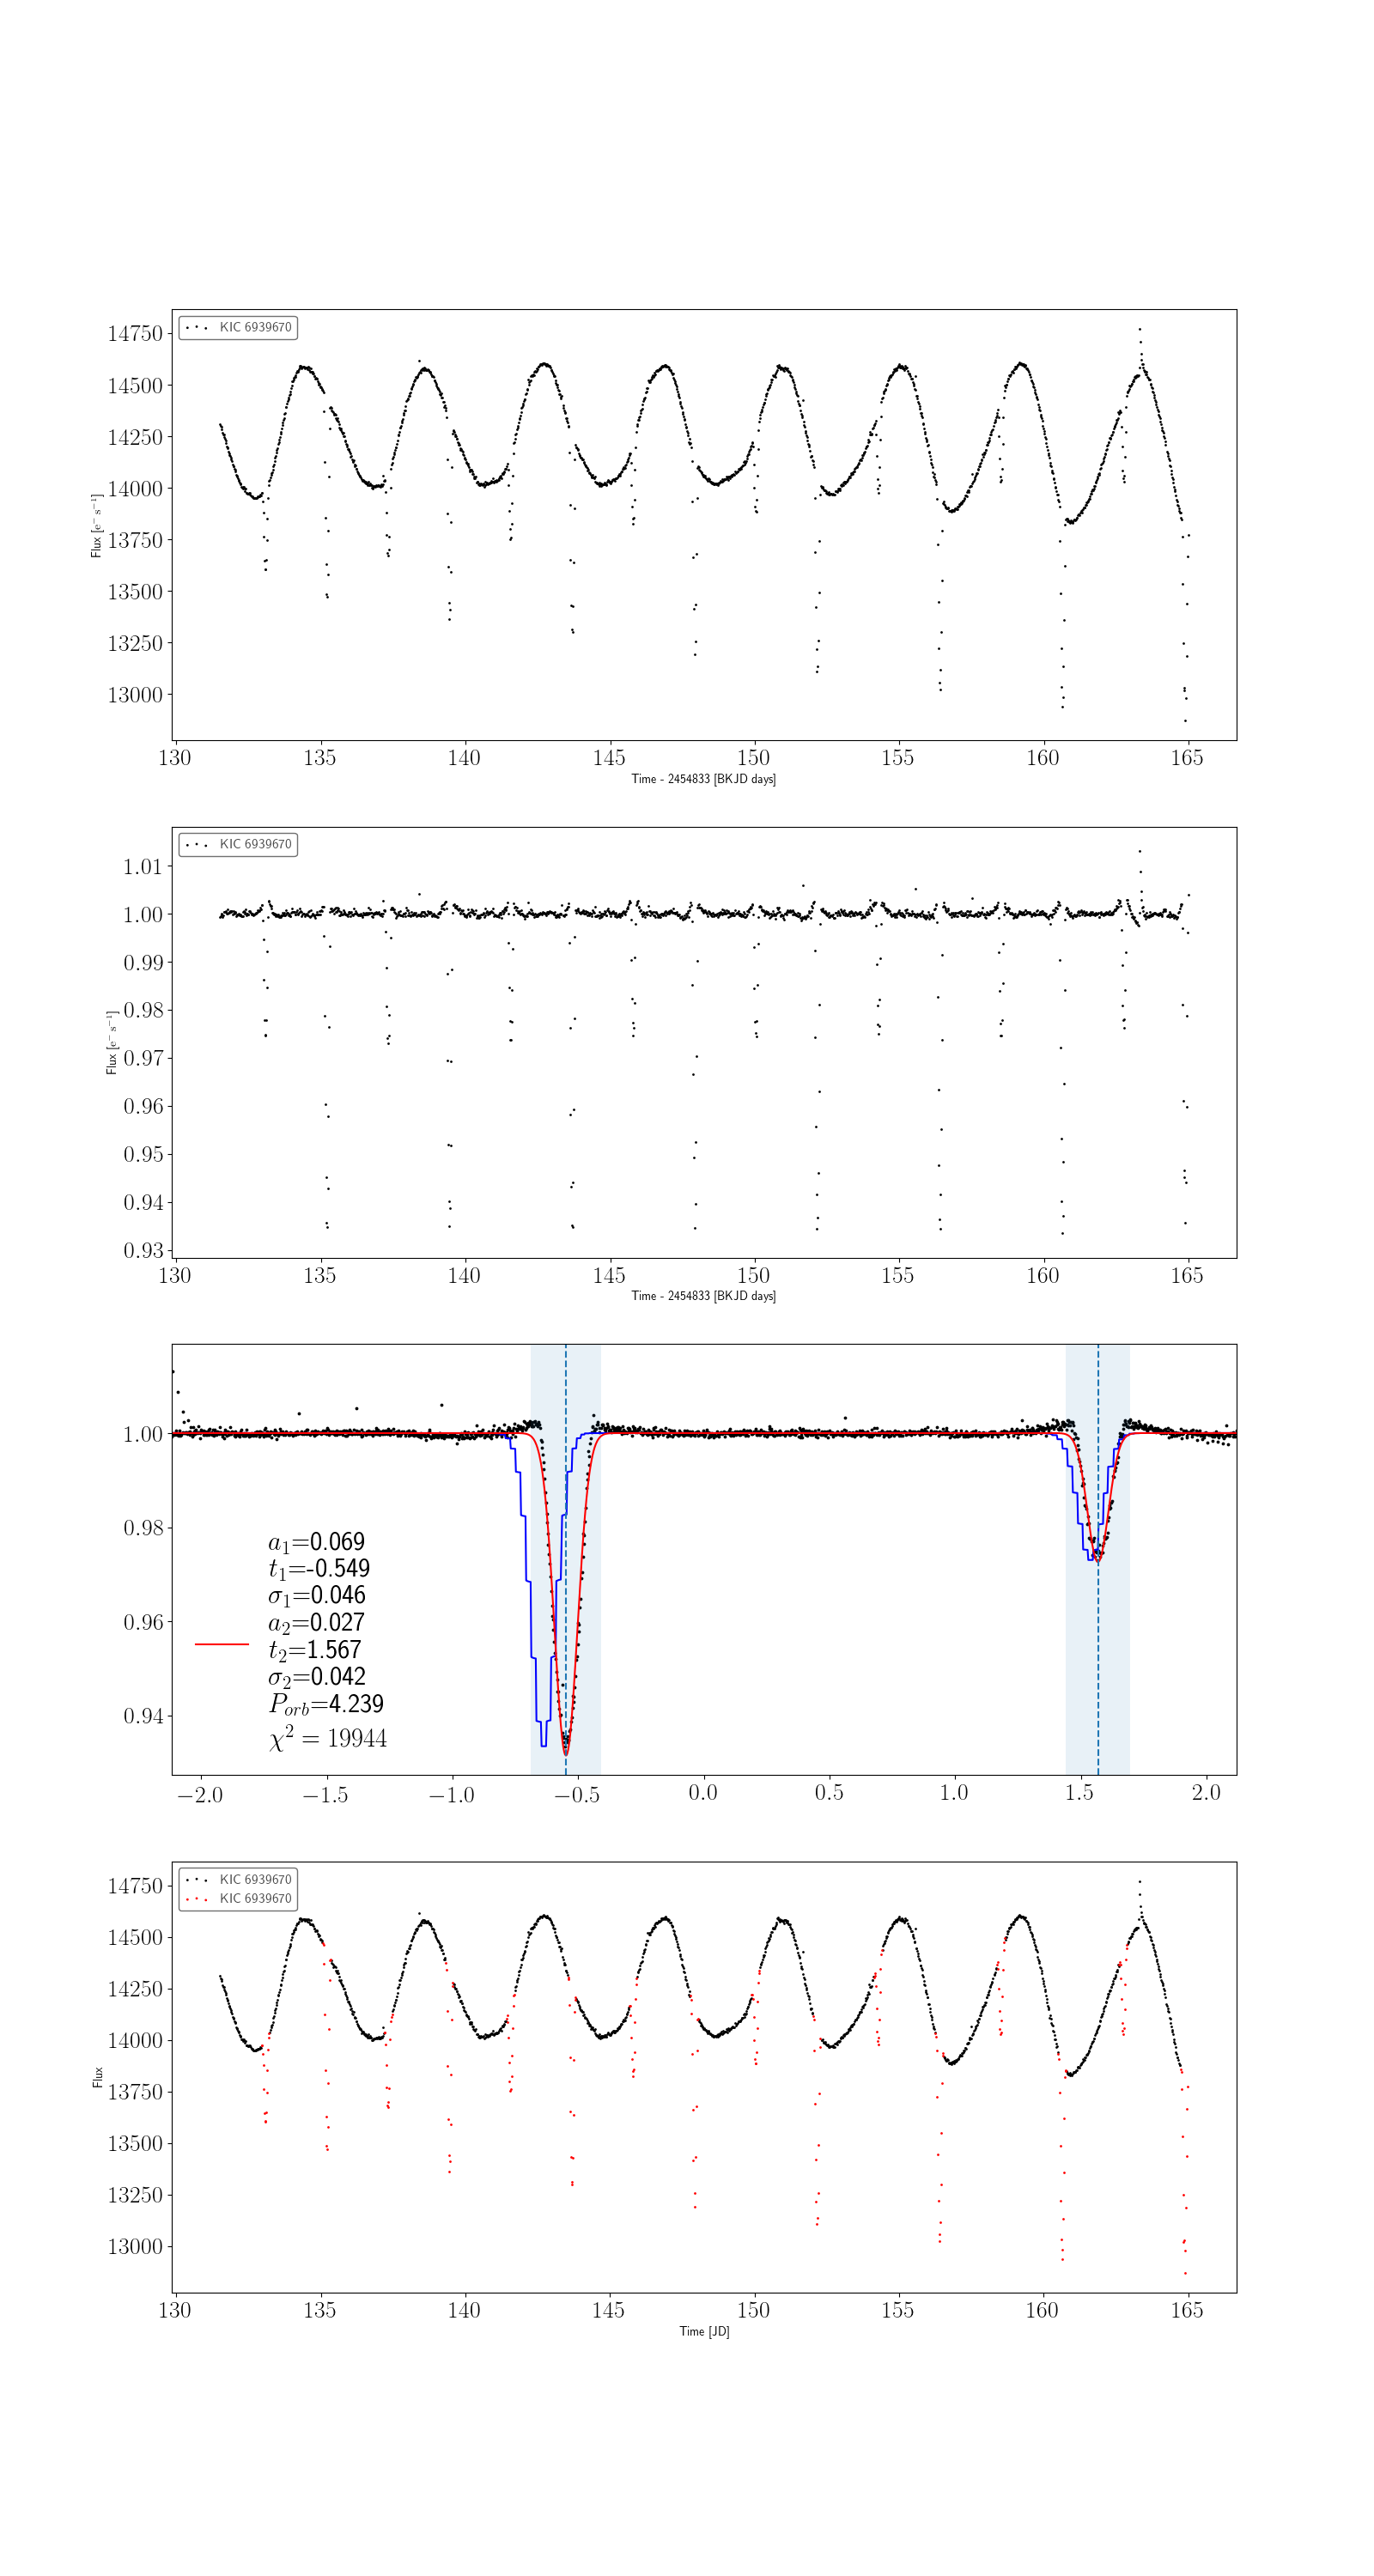 KIC 6939670
14750
14500
14250
14000
13750
13500
13250
13000
Flux [e⁻ s⁻¹]
130 135 140 145 150 155 160 165
Time - 2454833 [BKJD days]
KIC 6939670
1.01
1.00
0.99
0.98
0.97
0.96
0.95
0.94
0.93
Flux [e⁻ s⁻¹]
130 135 140 145 150 155 160 165
Time - 2454833 [BKJD days]
1.00
0.98
0.96
0.94
a₁=0.069
t₁=-0.549
σ₁=0.046
a₂=0.027
t₂=1.567
σ₂=0.042
Pₒᵣb=4.239
χ² = 19944
−2.0 −1.5 −1.0 −0.5 0.0 0.5 1.0 1.5 2.0
KIC 6939670
KIC 6939670
14750
14500
14250
14000
13750
13500
13250
13000
Flux
130 135 140 145 150 155 160 165
Time [JD]